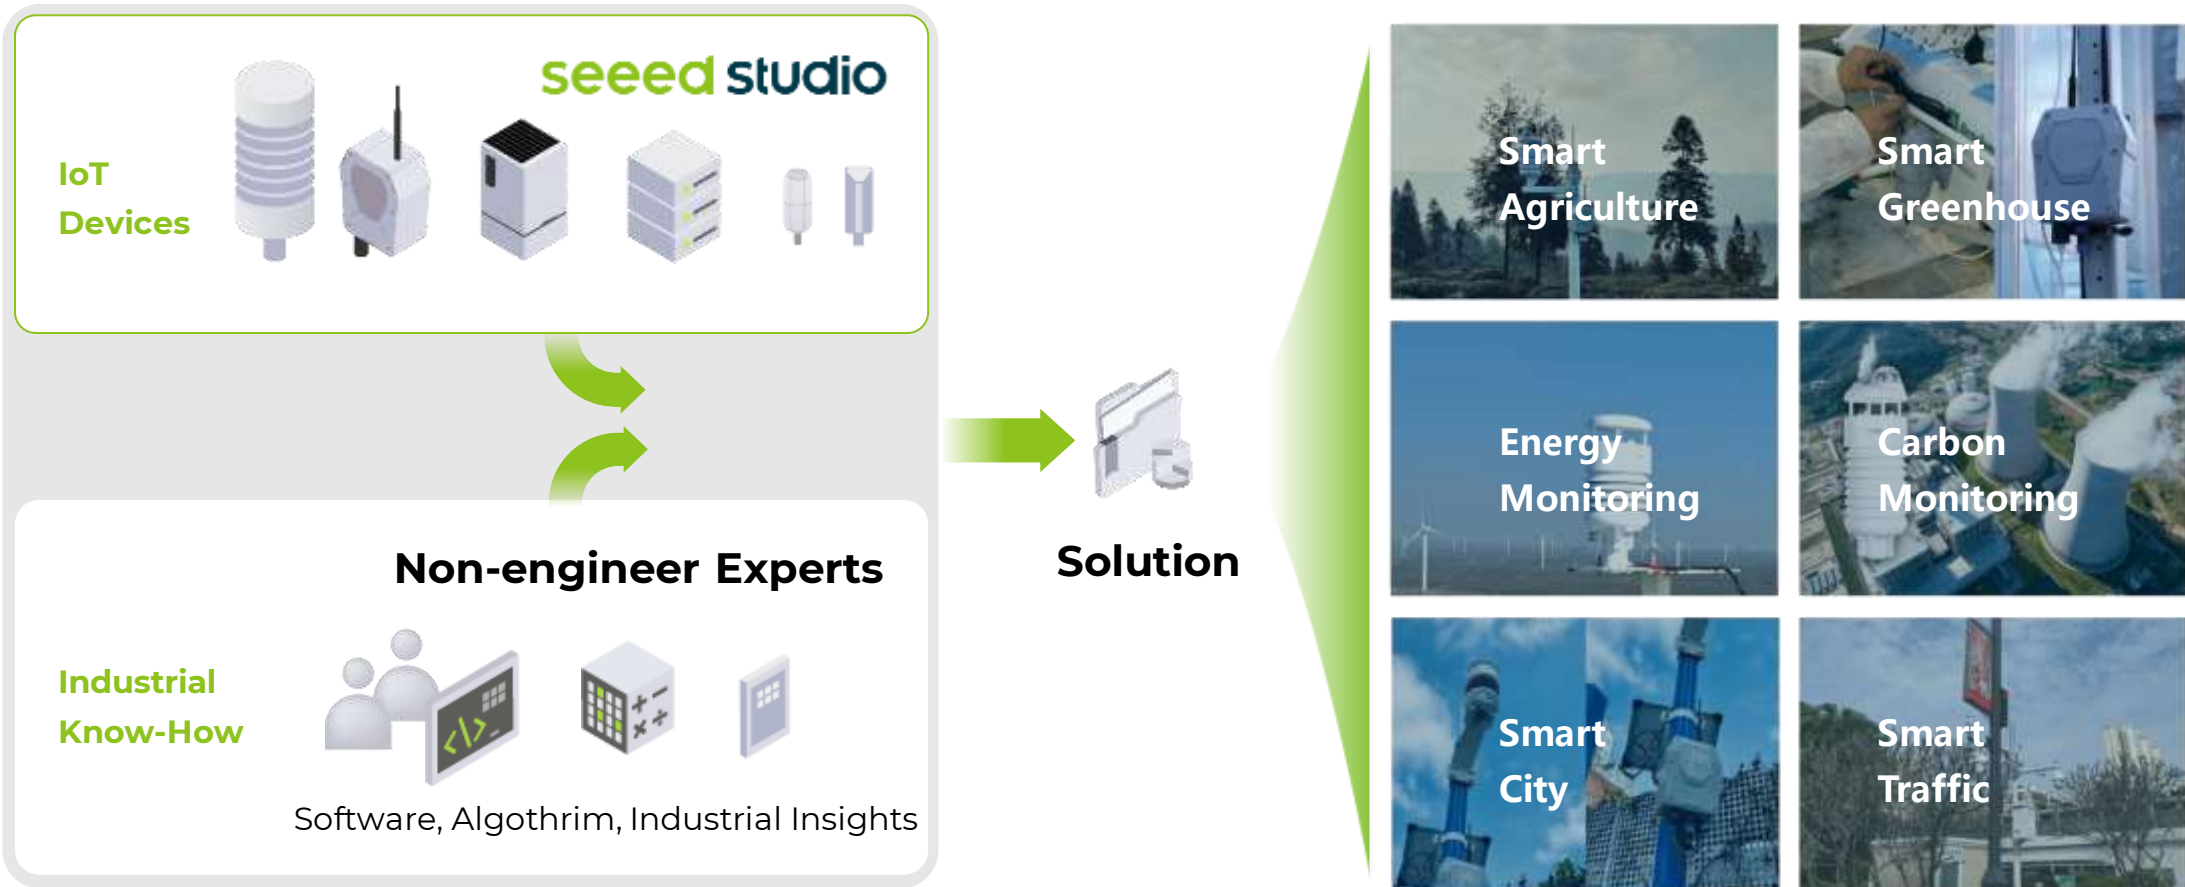 seeed studio
IoT
Devices
Non-engineer Experts
Industrial
Know-How
</>_
Software, Algothrim, Industrial Insights
Solution
Smart
Agriculture
Smart
Greenhouse
Energy
Monitoring
Carbon
Monitoring
Smart
City
Smart
Traffic